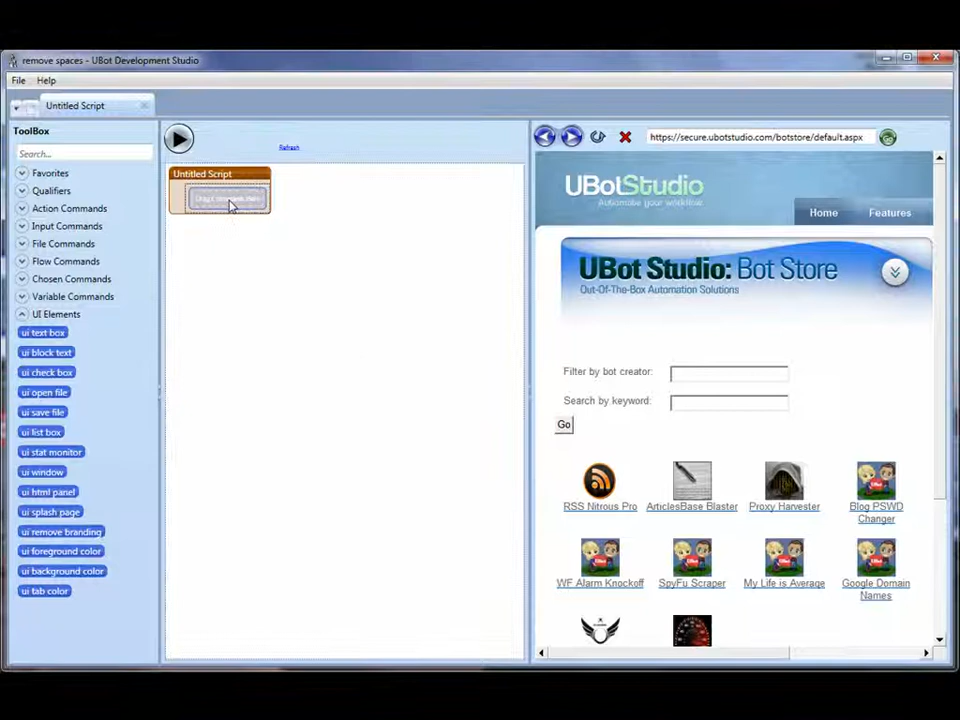 remove spaces - UBot Development Studio
File Help
Untitled Script
ToolBox
Search...
Favorites
Qualifiers
Action Commands
Input Commands
File Commands
Flow Commands
Chosen Commands
Variable Commands
UI Elements
ui text box
ui block text
ui check box
ui open file
ui save file
ui list box
ui stat monitor
ui window
ui html panel
ui splash page
ui remove branding
ui foreground color
ui background color
ui tab color
Refresh
Untitled Script
https://secure.ubotstudio.com/botstore/default.aspx
UBotStudio
Automate your workflow.
Home Features
UBot Studio: Bot Store
Out-Of-The-Box Automation Solutions
Filter by bot creator:
Search by keyword:
Go
RSS Nitrous Pro ArticlesBase Blaster Proxy Harvester Blog PSWD
Changer
WF Alarm Knockoff SpyFu Scraper My Life is Average Google Domain
Names